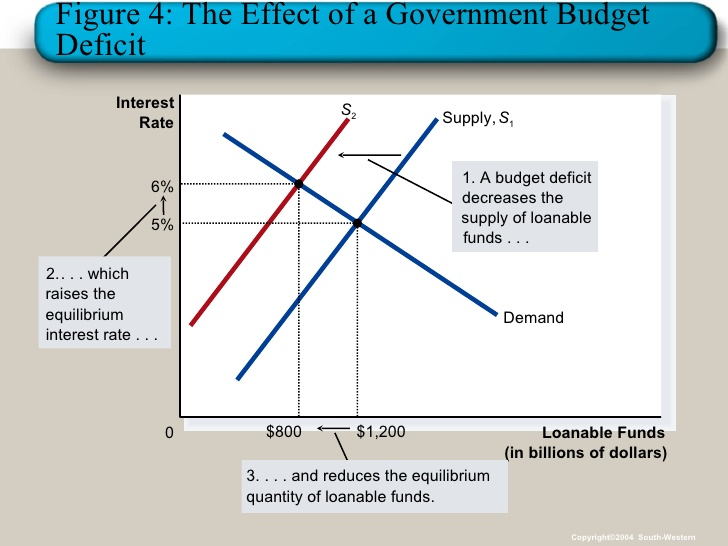 Figure 4: The Effect of a Government Budget
Deficit
Interest
Rate
S2
Supply, S1
1. A budget deficit
decreases the
supply of loanable
funds . . .
6%
5%
2. . . . which
raises the
equilibrium
interest rate . . .
Demand
0
$800
$1,200
Loanable Funds
(in billions of dollars)
3. . . . and reduces the equilibrium
quantity of loanable funds.
Copyright©2004 South-Western